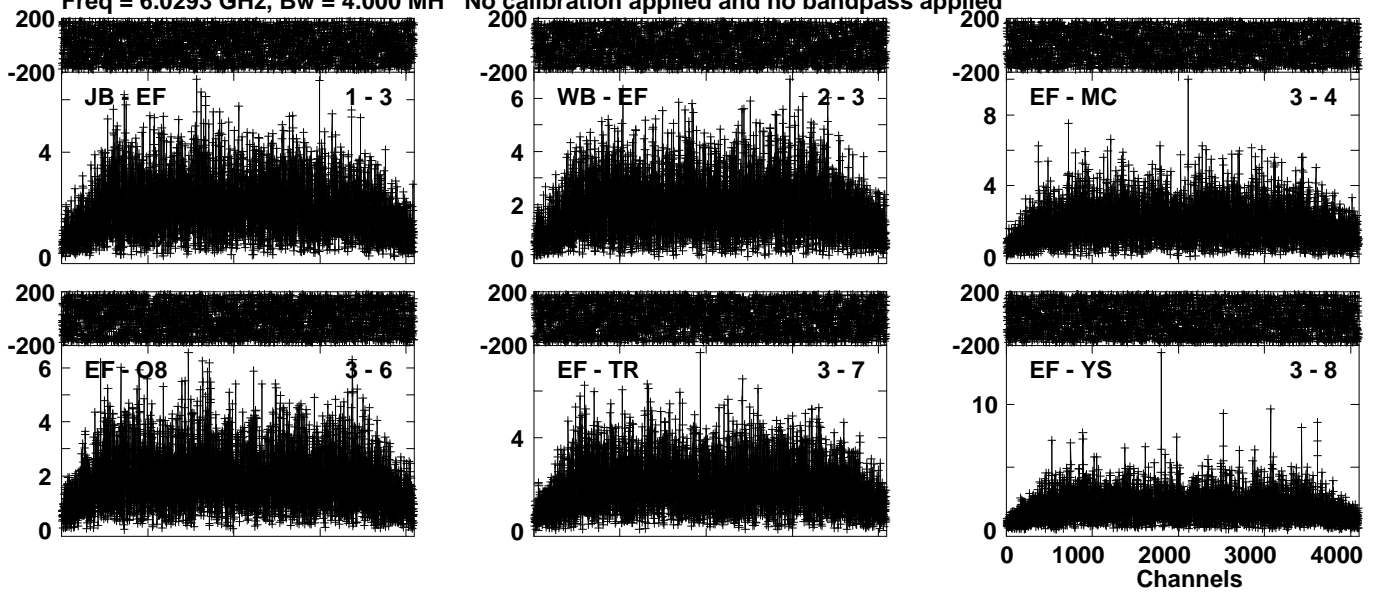 Freq = 6.0293 GHz, Bw = 4.000 MH No calibration applied and no bandpass applied
200 200 200
-200 -200 -200
JB - EF 1 - 3 WB - EF 2 - 3 EF - MC 3 - 4
6 8
4 4 4
2
0 0 0
200 200 200
-200 -200 -200
EF - O8 3 - 6 EF - TR 3 - 7 EF - YS 3 - 8
6 10
4 4
2
0 0 0
0 1000 2000 3000 4000
Channels